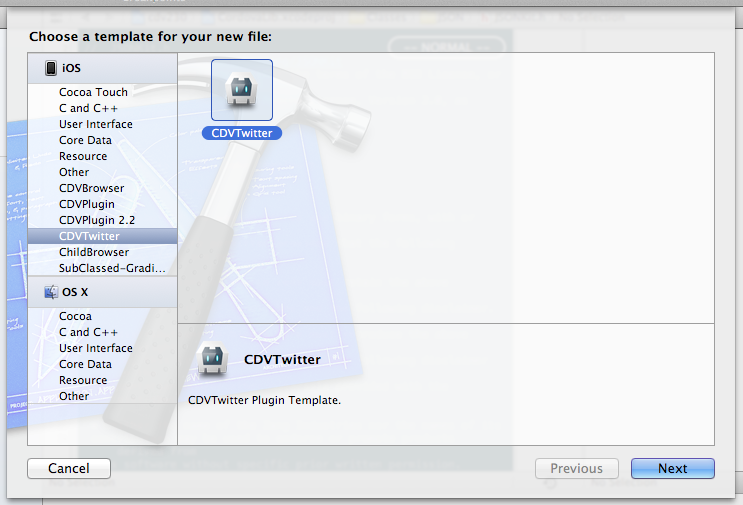 Choose a template for your new file:
iOS
Cocoa Touch
C and C++
User Interface
Core Data
Resource
Other
CDVBrowser
CDVPlugin
CDVPlugin 2.2
CDVTwitter
ChildBrowser
SubClassed-Gradi...
OS X
Cocoa
C and C++
User Interface
Core Data
Resource
Other
CDVTwitter
NORMAL
CDVTwitter
CDVTwitter Plugin Template.
Cancel
Previous
Next